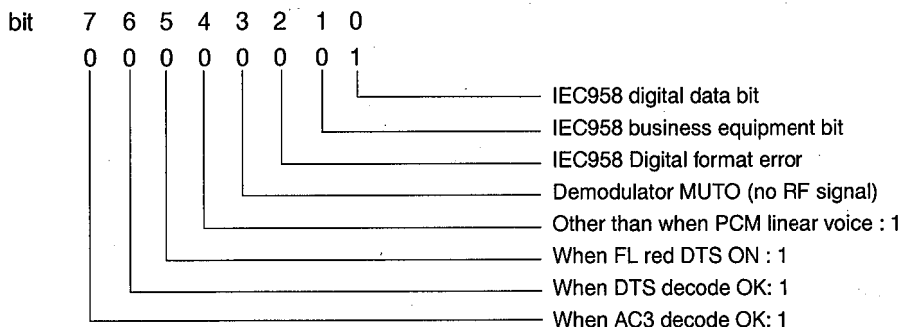 bit 7 6 5 4 3 2 1 0
0 0 0 0 0 0 0 1
IEC958 digital data bit
IEC958 business equipment bit
IEC958 Digital format error
Demodulator MUTO (no RF signal)
Other than when PCM linear voice : 1
When FL red DTS ON : 1
When DTS decode OK: 1
When AC3 decode OK: 1